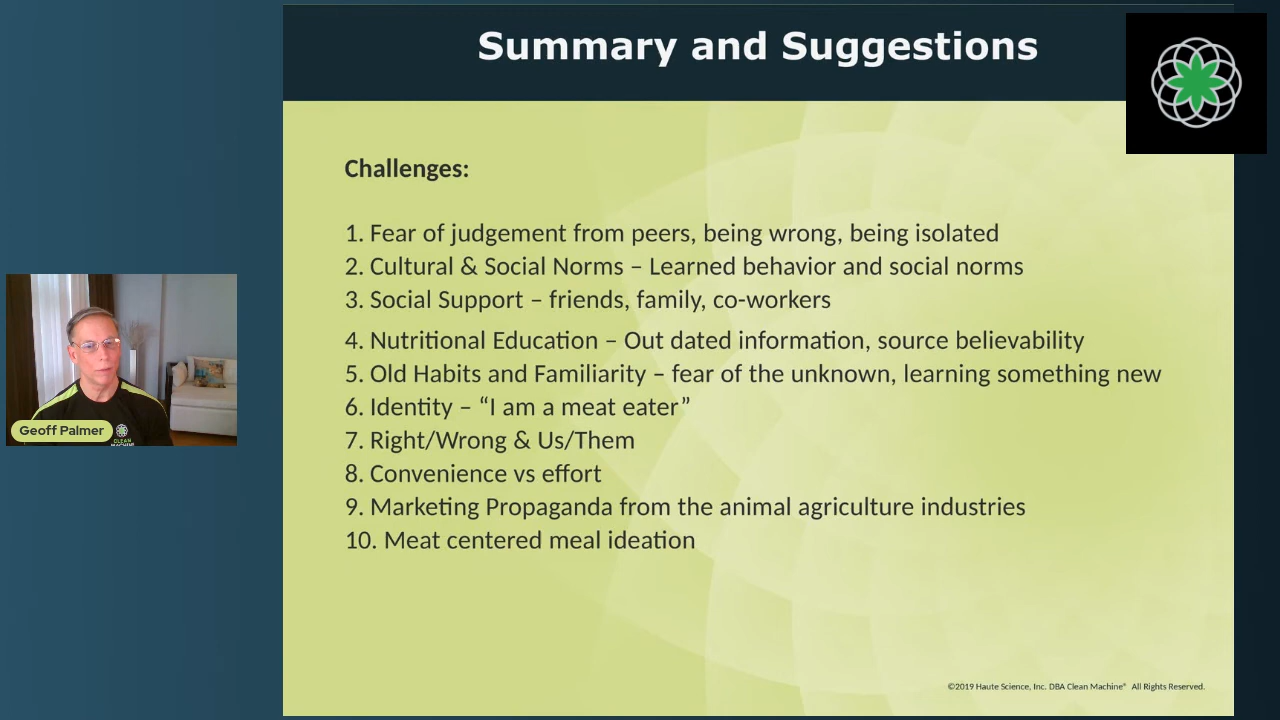 Summary and Suggestions
Challenges:
1. Fear of judgement from peers, being wrong, being isolated
2. Cultural & Social Norms – Learned behavior and social norms
3. Social Support – friends, family, co-workers
4. Nutritional Education – Out dated information, source believability
5. Old Habits and Familiarity – fear of the unknown, learning something new
6. Identity – “I am a meat eater”
7. Right/Wrong & Us/Them
8. Convenience vs effort
9. Marketing Propaganda from the animal agriculture industries
10. Meat centered meal ideation
Geoff Palmer
CLEAN
MACHINE
©2019 Haute Science, Inc. DBA Clean Machine® All Rights Reserved.